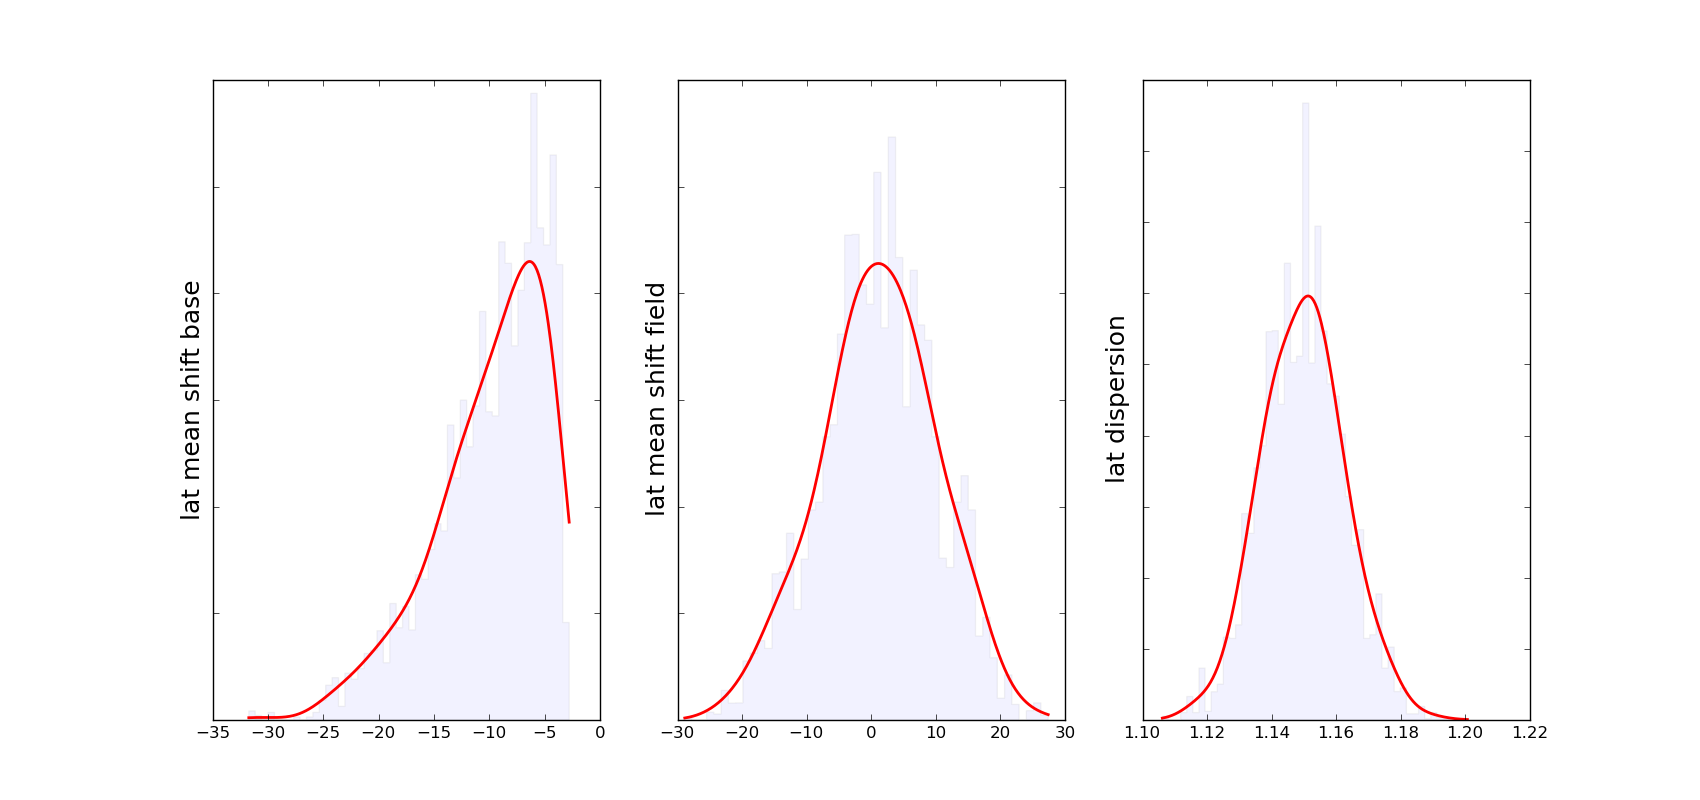 lat mean shift base
−35 −30 −25 −20 −15 −10 −5 0
lat mean shift field
−30 −20 −10 0 10 20 30
lat dispersion
1.10 1.12 1.14 1.16 1.18 1.20 1.22